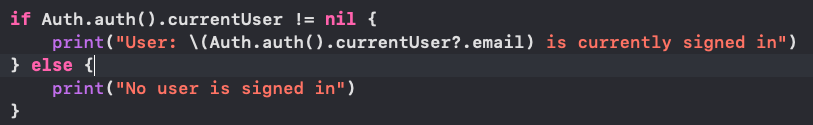 if Auth.auth().currentUser != nil {
    print("User: \(Auth.auth().currentUser?.email) is currently signed in")
} else {
    print("No user is signed in")
}